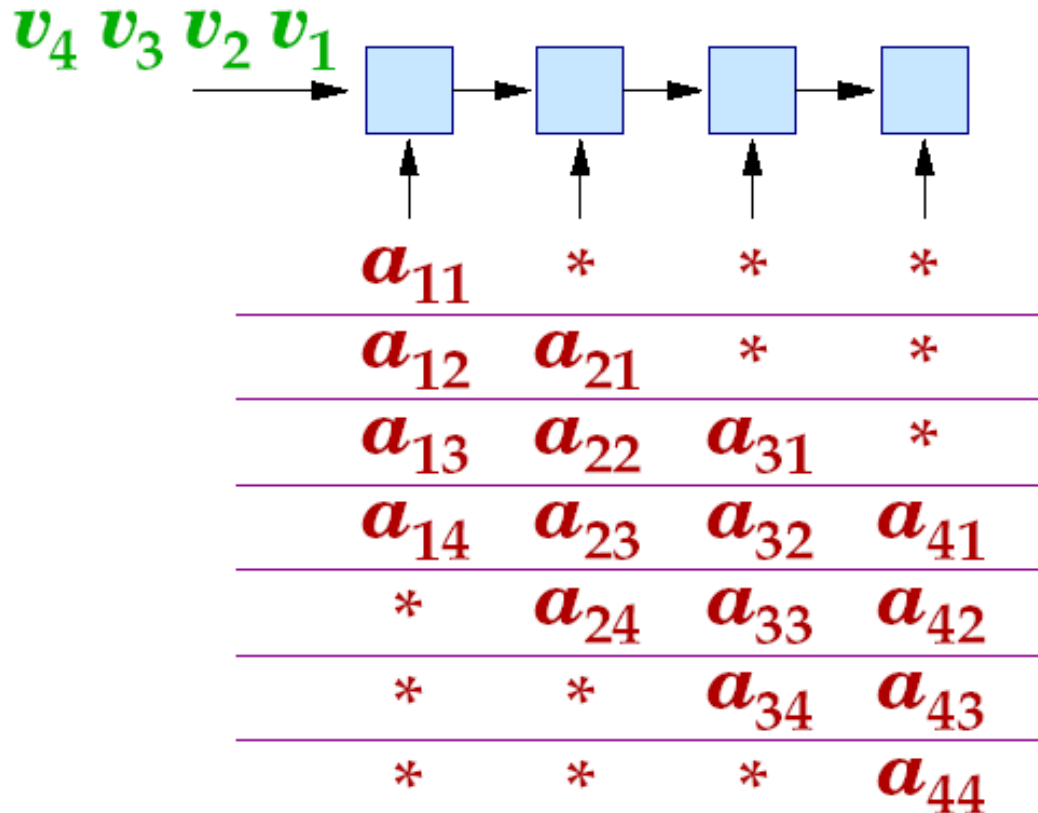 v₄ v₃ v₂ v₁
a₁₁ * * *
a₁₂ a₂₁ * *
a₁₃ a₂₂ a₃₁ *
a₁₄ a₂₃ a₃₂ a₄₁
* a₂₄ a₃₃ a₄₂
* * a₃₄ a₄₃
* * * a₄₄